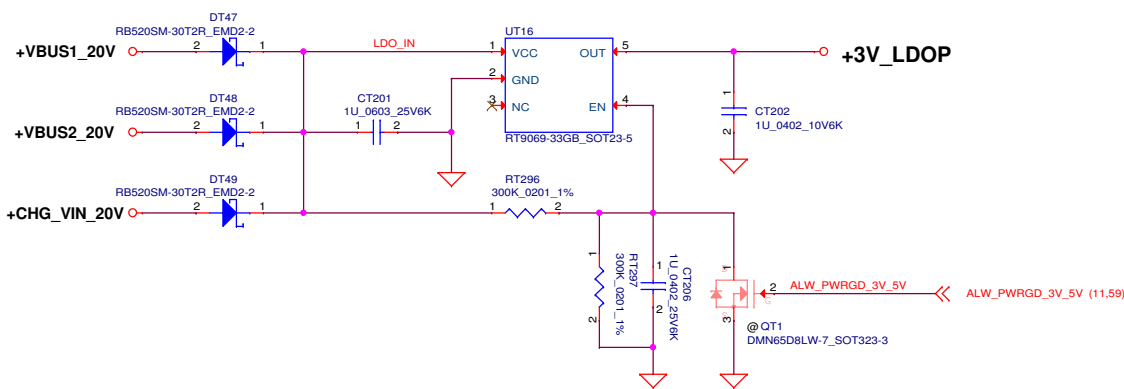 DT47
RB520SM-30T2R_EMD2-2
+VBUS1_20V
2
1
LDO_IN
UT16
1
VCC
OUT
5
+3V_LDOP
2
GND
3
NC
EN
4
RT9069-33GB_SOT23-5
DT48
RB520SM-30T2R_EMD2-2
+VBUS2_20V
2
1
CT201
1U_0603_25V6K
1
2
1
CT202
1U_0402_10V6K
2
DT49
RB520SM-30T2R_EMD2-2
+CHG_VIN_20V
2
1
RT296
300K_0201_1%
1
2
1
RT297
300K_0201_1%
2
1
CT206
1U_0402_25V6K
2
1
2
3
G
ALW_PWRGD_3V_5V
ALW_PWRGD_3V_5V (11,59)
@ QT1
DMN65D8LW-7_SOT323-3